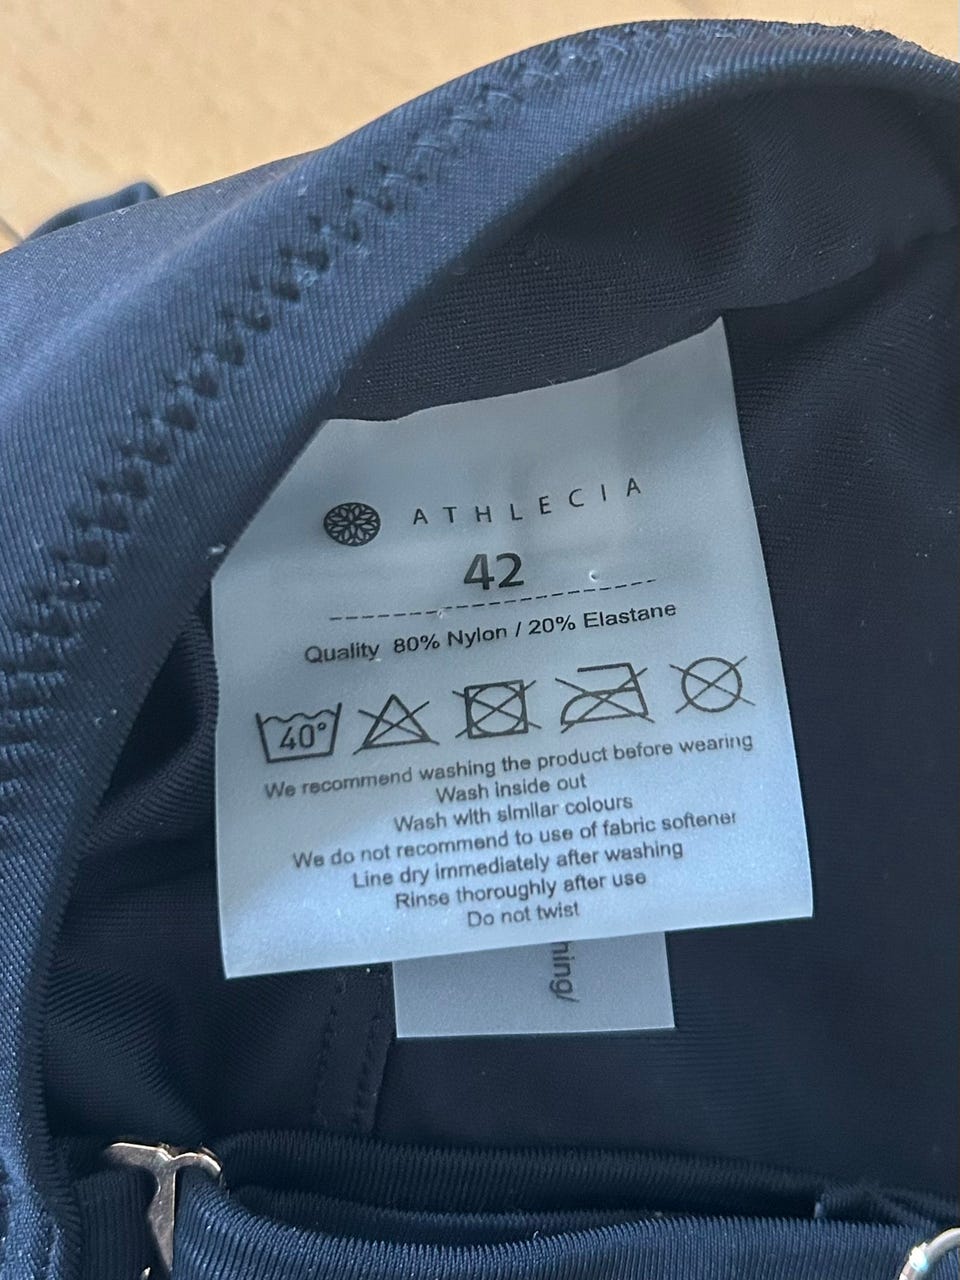 ATHLECIA
42
Quality 80% Nylon / 20% Elastane
40°
We recommend washing the product before wearing
Wash inside out
Wash with similar colours
We do not recommend to use of fabric softener
Line dry immediately after washing
Rinse thoroughly after use
Do not twist